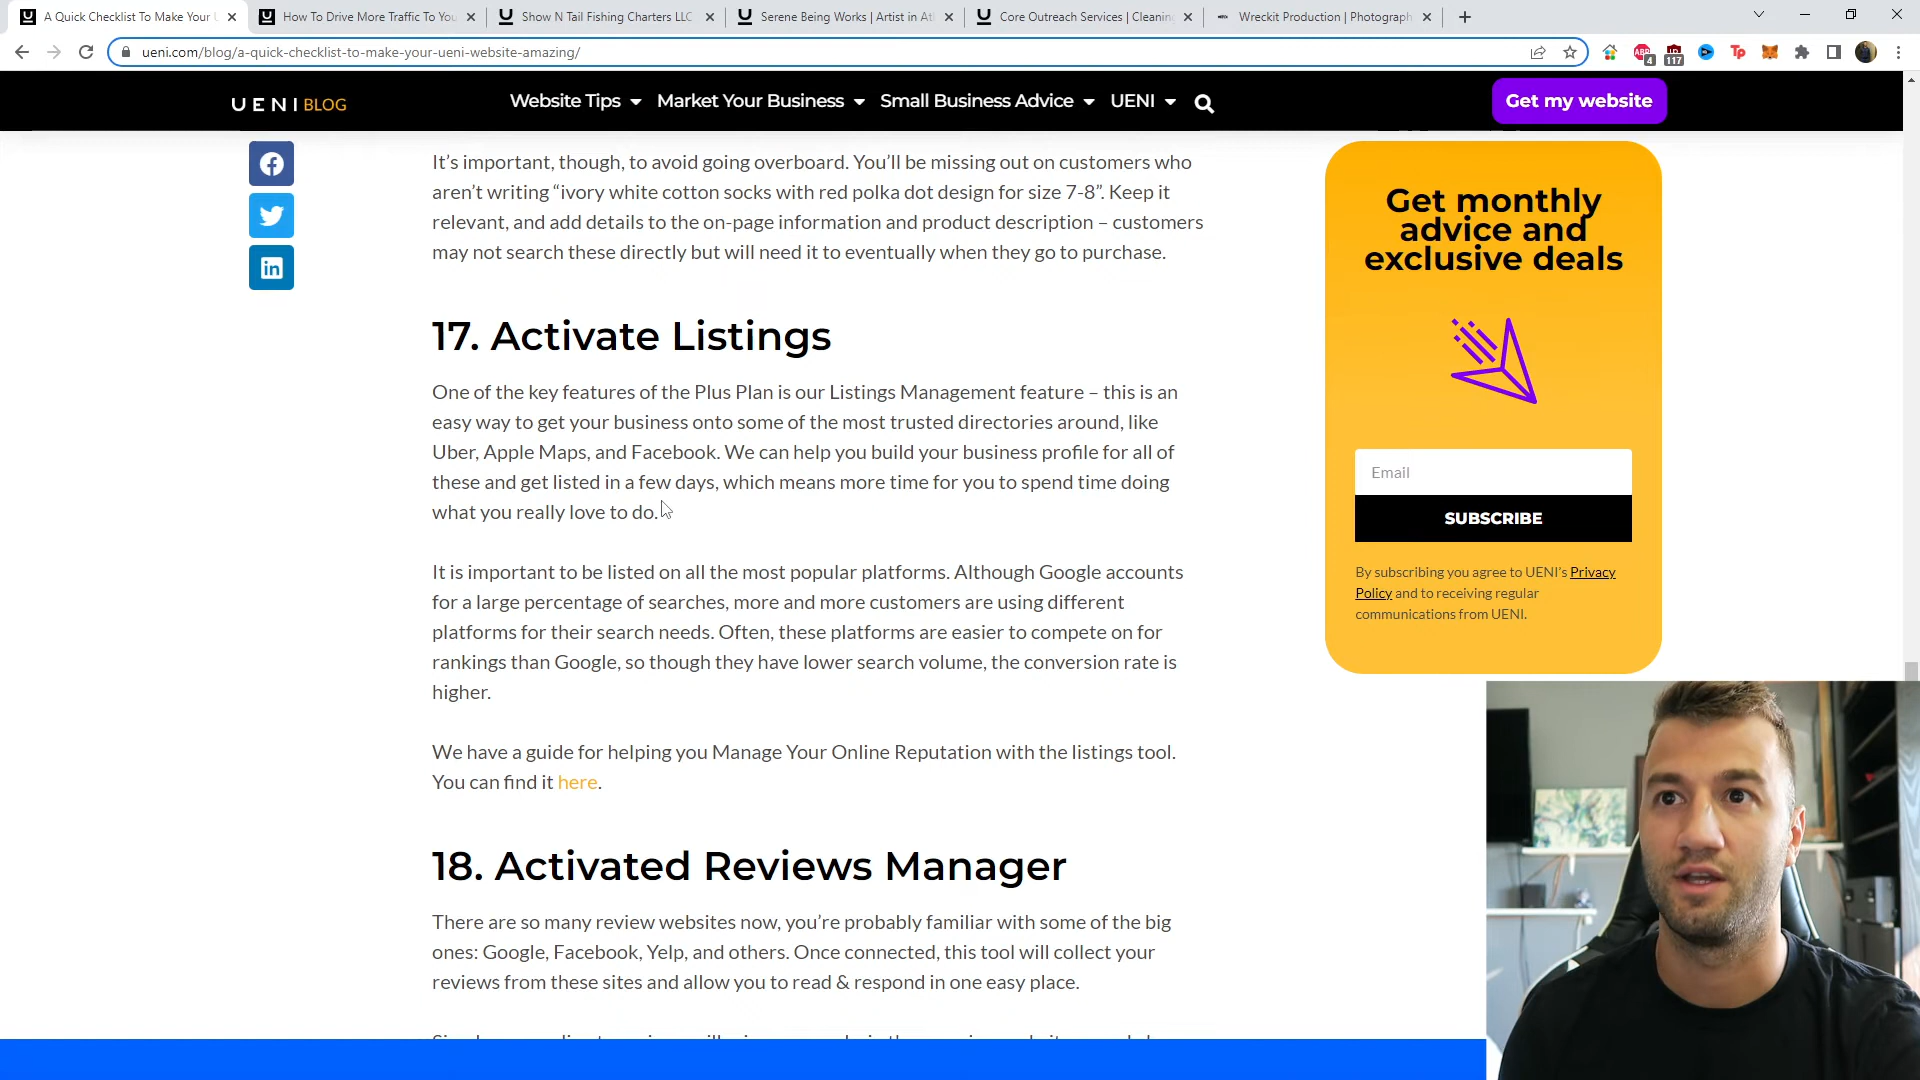 A Quick Checklist To Make Your
How To Drive More Traffic To You
Show N Tail Fishing Charters LLC
Serene Being Works | Artist in Atl
Core Outreach Services | Cleanin
Wreckit Production | Photograph
ueni.com/blog/a-quick-checklist-to-make-your-ueni-website-amazing/
4
117
UENI BLOG
Website Tips
Market Your Business
Small Business Advice
UENI
Get my website
It's important, though, to avoid going overboard. You'll be missing out on customers who
aren't writing “ivory white cotton socks with red polka dot design for size 7-8”. Keep it
relevant, and add details to the on-page information and product description – customers
may not search these directly but will need it to eventually when they go to purchase.
17. Activate Listings
One of the key features of the Plus Plan is our Listings Management feature – this is an
easy way to get your business onto some of the most trusted directories around, like
Uber, Apple Maps, and Facebook. We can help you build your business profile for all of
these and get listed in a few days, which means more time for you to spend time doing
what you really love to do.
It is important to be listed on all the most popular platforms. Although Google accounts
for a large percentage of searches, more and more customers are using different
platforms for their search needs. Often, these platforms are easier to compete on for
rankings than Google, so though they have lower search volume, the conversion rate is
higher.
We have a guide for helping you Manage Your Online Reputation with the listings tool.
You can find it here.
18. Activated Reviews Manager
There are so many review websites now, you're probably familiar with some of the big
ones: Google, Facebook, Yelp, and others. Once connected, this tool will collect your
reviews from these sites and allow you to read & respond in one easy place.
Get monthly
advice and
exclusive deals
Email
SUBSCRIBE
By subscribing you agree to UENI's Privacy
Policy and to receiving regular
communications from UENI.